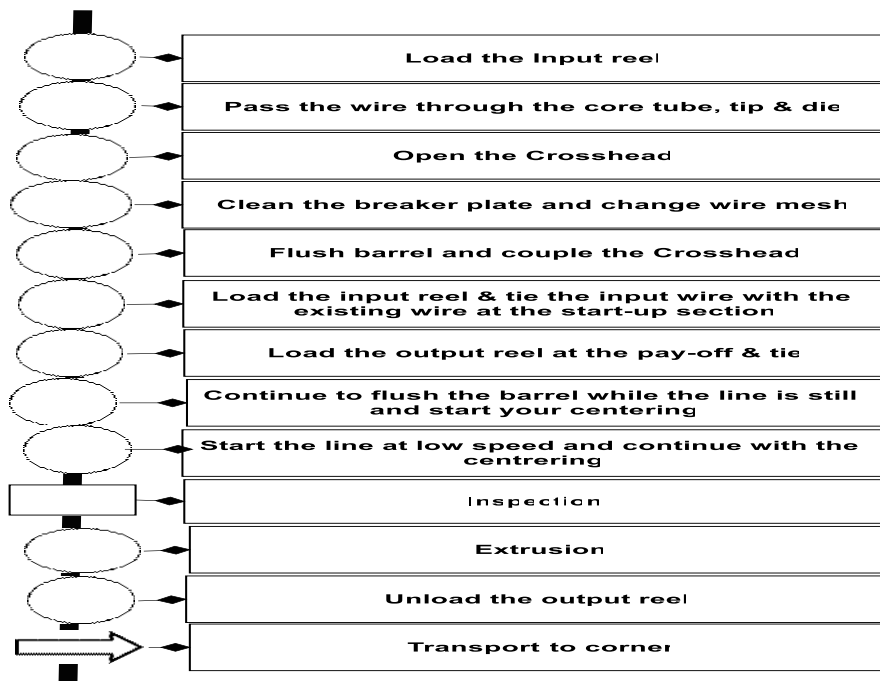 Load the Input reel
Pass the wire through the core tube, tip & die
Open the Crosshead
Clean the breaker plate and change wire mesh
Flush barrel and couple the Crosshead
Load the input reel & tie the input wire with the
existing wire at the start-up section
Load the output reel at the pay-off & tie
Continue to flush the barrel while the line is still
and start your centering
Start the line at low speed and continue with the
centrering
Inspection
Extrusion
Unload the output reel
Transport to corner